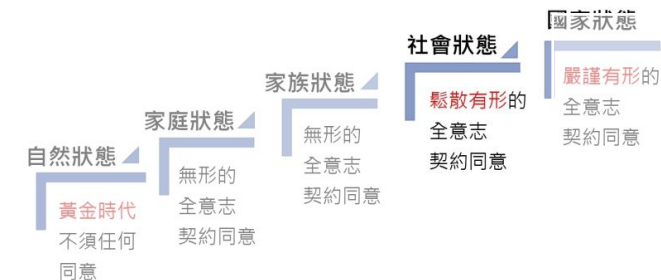 自然狀態
黃金時代
不須任何
同意
家庭狀態
無形的
全意志
契約同意
家族狀態
無形的
全意志
契約同意
社會狀態
鬆散有形的
全意志
契約同意
國家狀態
嚴謹有形的
全意志
契約同意